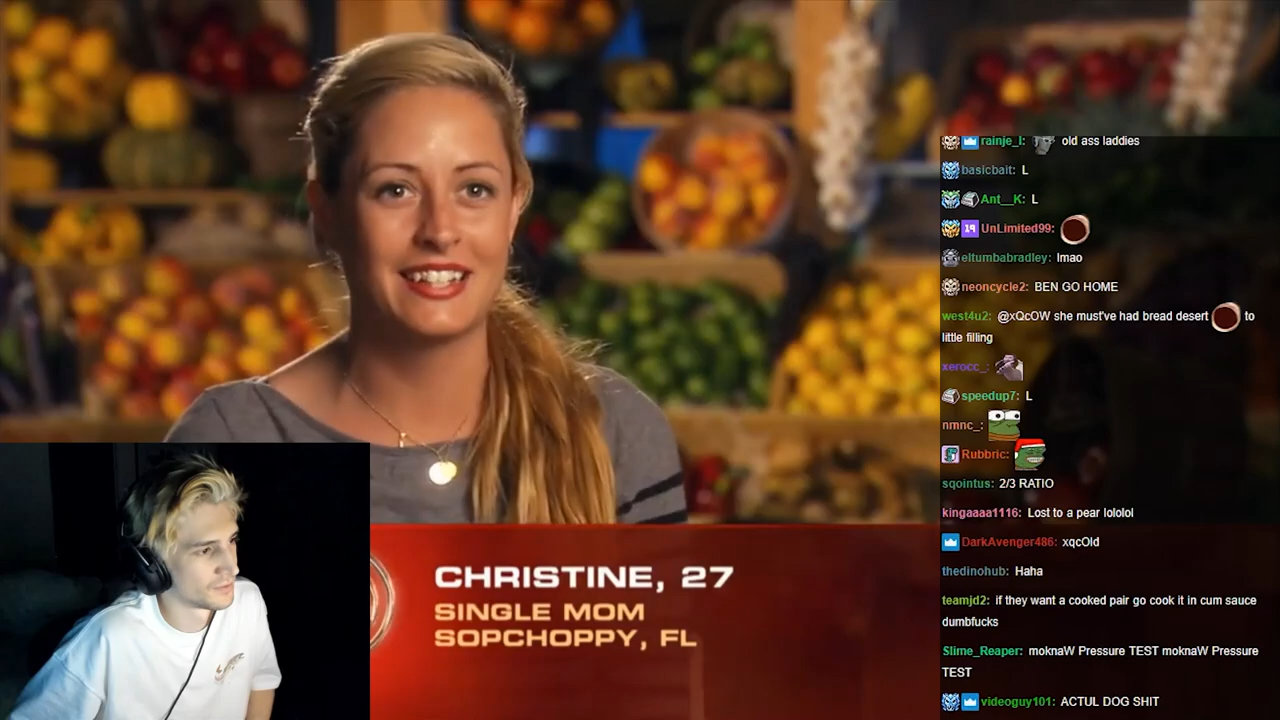 rainje_l: old ass laddies
basicbait: L
Ant__K: L
19 UnLimited99:
eltumbabradley: lmao
neoncycle2: BEN GO HOME
west4u2: @xQcOW she must've had bread desert to
little filling
xerocc_:
speedup7: L
nmnc_:
Rubbric:
sqointus: 2/3 RATIO
kingaaaa1116: Lost to a pear lololol
DarkAvenger486: xqcOld
thedinohub: Haha
teamjd2: if they want a cooked pair go cook it in cum sauce
dumbfucks
Slime_Reaper: moknaW Pressure TEST moknaW Pressure
TEST
videoguy101: ACTUL DOG SHIT
CHRISTINE, 27
SINGLE MOM
SOPCHOPPY, FL